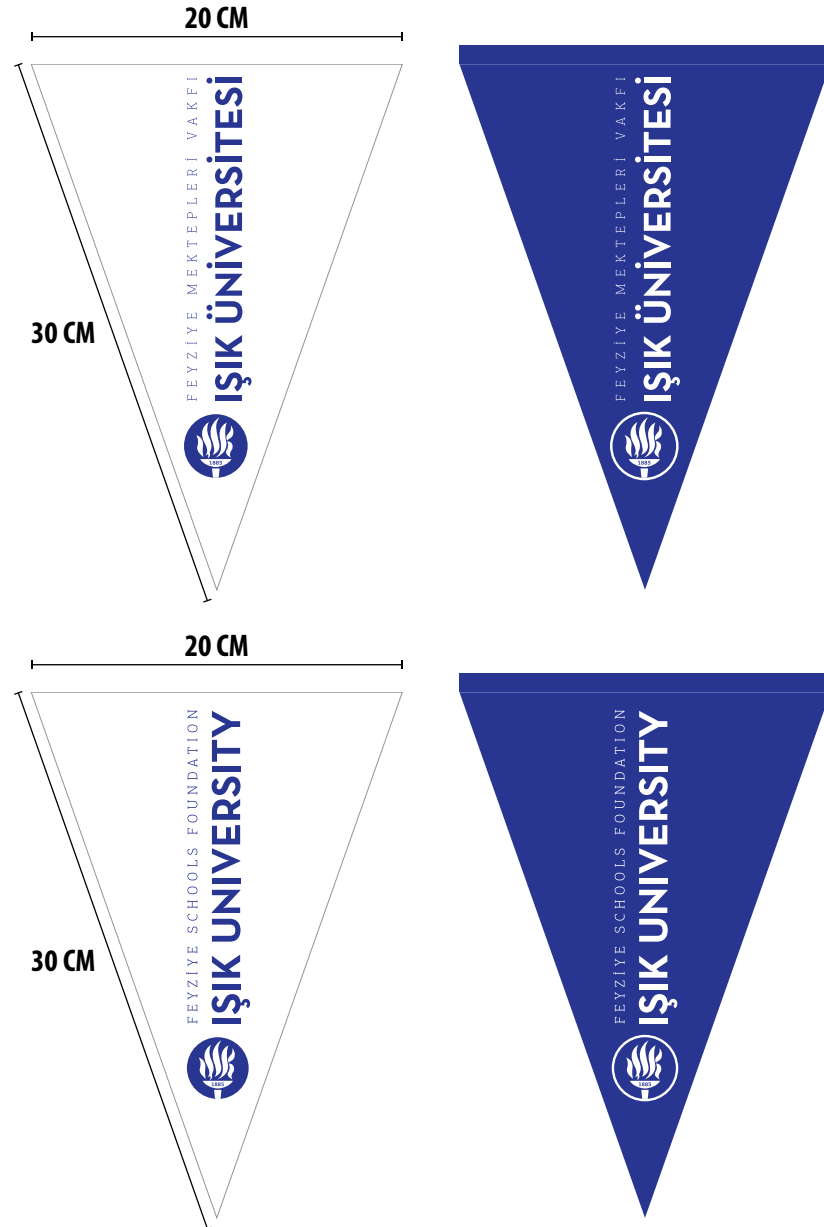 20 CM
30 CM
FEYZİYE MEKTEPLERİ VAKFI
IŞIK ÜNİVERSİTESİ
1885
FEYZİYE MEKTEPLERİ VAKFI
IŞIK ÜNİVERSİTESİ
1885
20 CM
30 CM
FEYZİYE SCHOOLS FOUNDATION
IŞIK UNIVERSITY
1885
FEYZİYE SCHOOLS FOUNDATION
IŞIK UNIVERSITY
1885